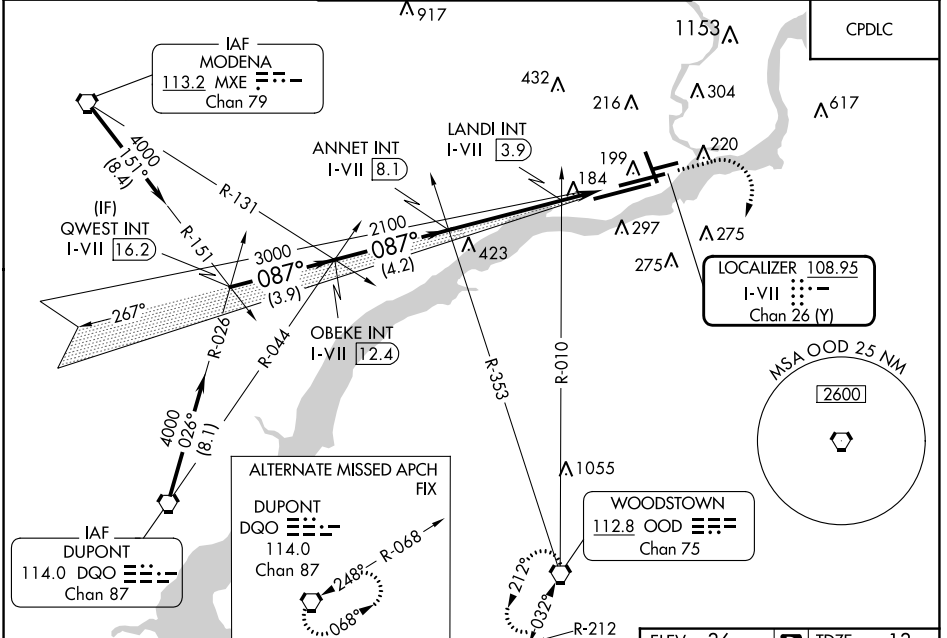 917
1153
CPDLC
IAF
MODENA
113.2 MXE
Chan 79
432
216
304
617
LANDI INT
I-VII 3.9
ANNET INT
I-VII 8.1
199
220
184
4000
151°
(8.4)
R-131
(IF)
QWEST INT
I-VII 16.2
R-151
3000
087°
(3.9)
2100
087°
(4.2)
423
297
275
275
LOCALIZER 108.95
I-VII
Chan 26 (Y)
267°
R-026
R-044
OBEKE INT
I-VII 12.4
R-353
R-010
MSA OOD 25 NM
2600
4000
026°
(8.1)
1055
ALTERNATE MISSED APCH
FIX
DUPONT
DQO
114.0
Chan 87
R-068
248°
068°
WOODSTOWN
112.8 OOD
Chan 75
IAF
DUPONT
114.0 DQO
Chan 87
212°
032°
R-212
ELEV 26
TDZE 12